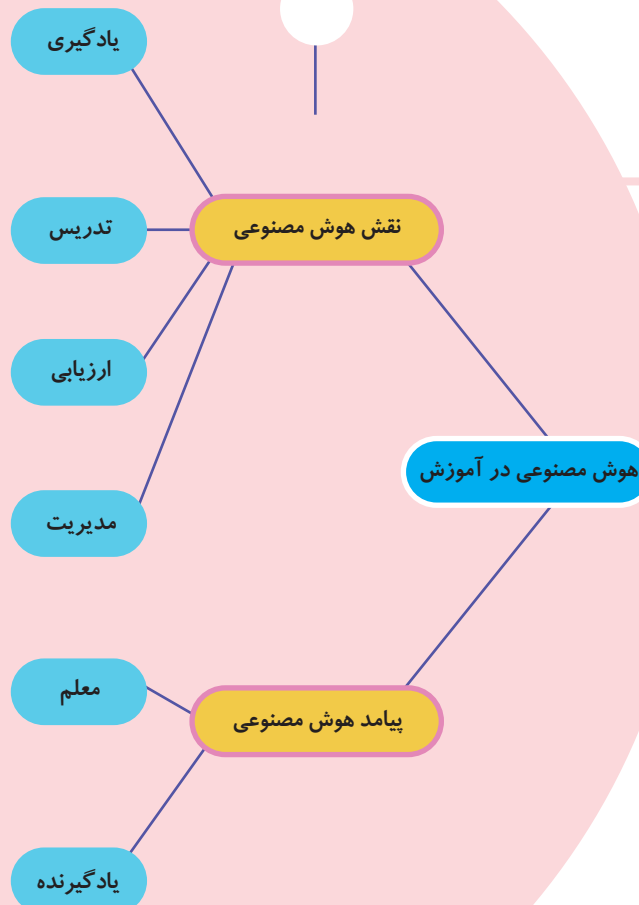 هوش مصنوعی در آموزش
نقش هوش مصنوعی
یادگیری
تدریس
ارزیابی
مدیریت
پیامد هوش مصنوعی
معلم
یادگیرنده